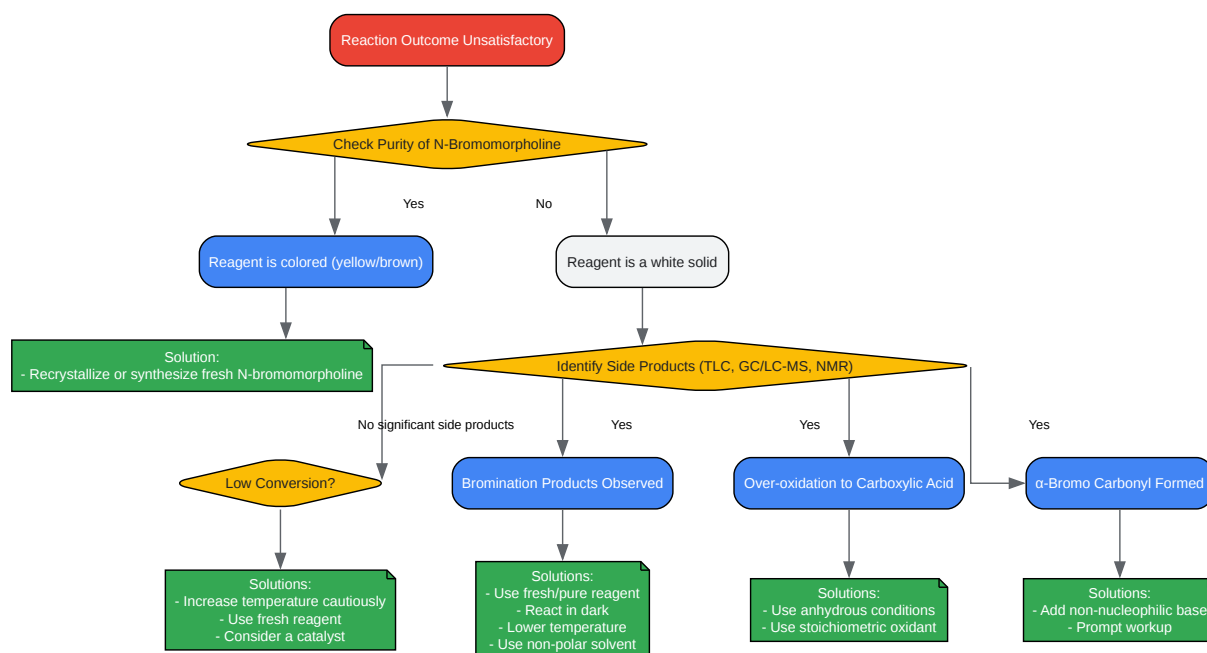 Reaction Outcome Unsatisfactory
Check Purity of N-Bromomorpholine
Yes
No
Reagent is colored (yellow/brown)
Reagent is a white solid
Solution:
- Recrystallize or synthesize fresh N-bromomorpholine
Identify Side Products (TLC, GC/LC-MS, NMR)
No significant side products
Yes
Yes
Yes
Low Conversion?
Bromination Products Observed
Over-oxidation to Carboxylic Acid
α-Bromo Carbonyl Formed
Solutions:
- Increase temperature cautiously
- Use fresh reagent
- Consider a catalyst
Solutions:
- Use fresh/pure reagent
- React in dark
- Lower temperature
- Use non-polar solvent
Solutions:
- Use anhydrous conditions
- Use stoichiometric oxidant
Solutions:
- Add non-nucleophilic base
- Prompt workup